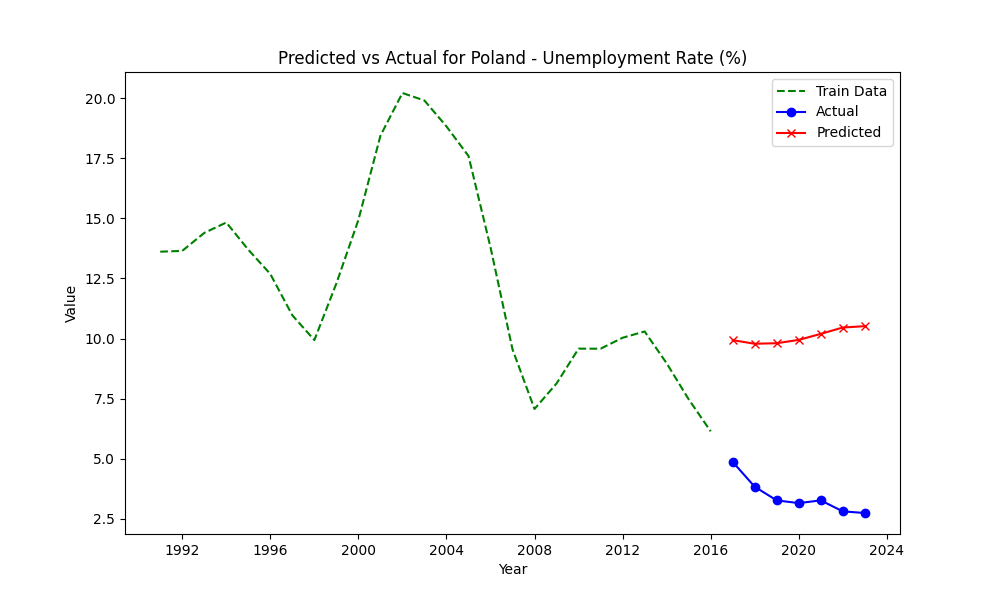 Predicted vs Actual for Poland - Unemployment Rate (%)
Train Data
Actual
Predicted
Value
20.0
17.5
15.0
12.5
10.0
7.5
5.0
2.5
1992 1996 2000 2004 2008 2012 2016 2020 2024
Year